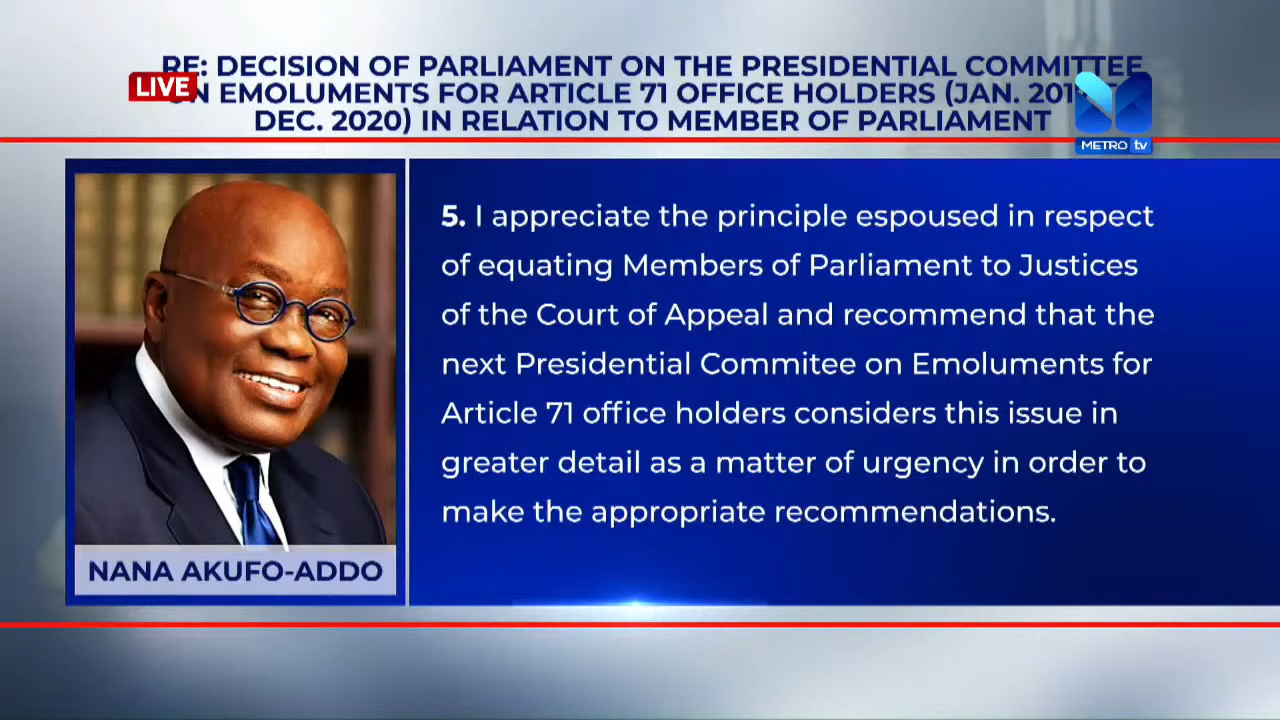 RE: DECISION OF PARLIAMENT ON THE PRESIDENTIAL COMMITTEE
LIVE
EMOLUMENTS FOR ARTICLE 71 OFFICE HOLDERS (JAN.
DEC. 2020) IN RELATION TO MEMBER OF PARLIAMENT
METRO tv
5. I appreciate the principle espoused in respect
of equating Members of Parliament to Justices
of the Court of Appeal and recommend that the
next Presidential Commitee on Emoluments for
Article 71 office holders considers this issue in
greater detail as a matter of urgency in order to
make the appropriate recommendations.
NANA AKUFO-ADDO